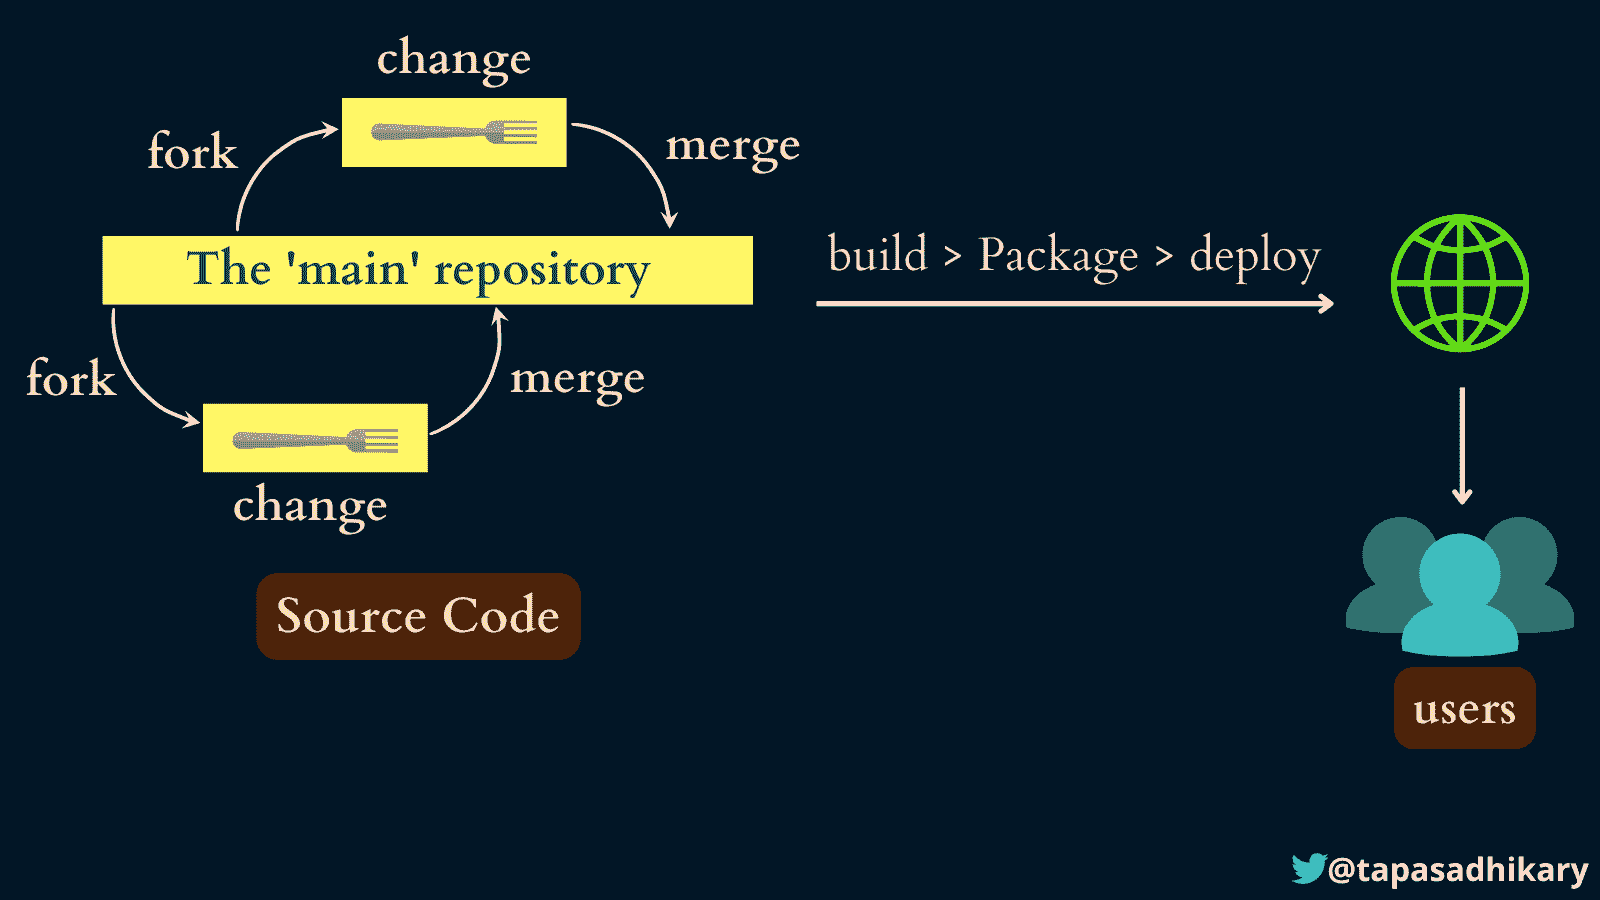 change
fork
merge
The 'main' repository
build > Package > deploy
fork
merge
change
Source Code
users
@tapasadhikary